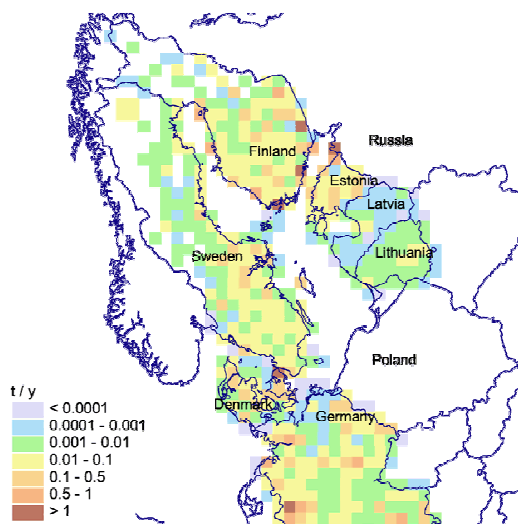 Russia
Finland
Estonia
Latvia
Lithuania
Sweden
Poland
Denmark
Germany
t / y
< 0.0001
0.0001 - 0.001
0.001 - 0.01
0.01 - 0.1
0.1 - 0.5
0.5 - 1
> 1